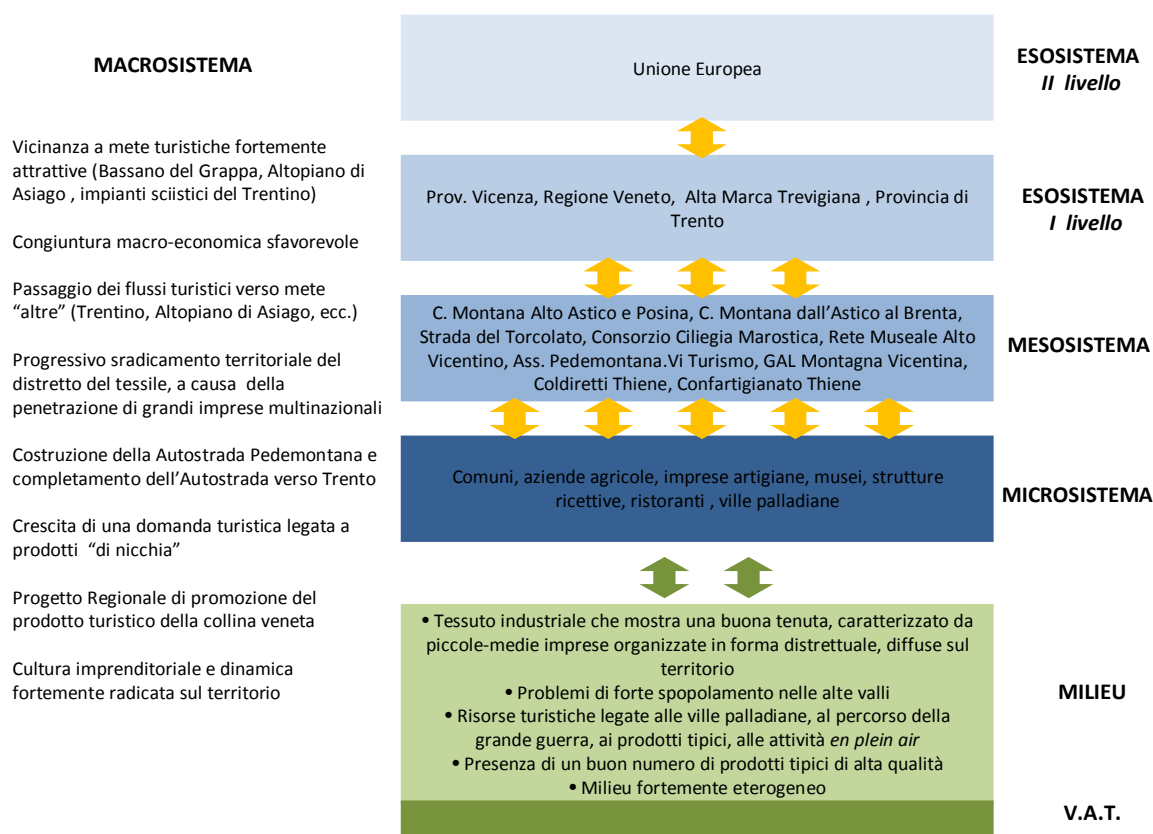 MACROSISTEMA
Vicinanza a mete turistiche fortemente
attrattive (Bassano del Grappa, Altopiano di
Asiago , impianti sciistici del Trentino)
Congiuntura macro-economica sfavorevole
Passaggio dei flussi turistici verso mete
“altre” (Trentino, Altopiano di Asiago, ecc.)
Progressivo sradicamento territoriale del
distretto del tessile, a causa della
penetrazione di grandi imprese multinazionali
Costruzione della Autostrada Pedemontana e
completamento dell’Autostrada verso Trento
Crescita di una domanda turistica legata a
prodotti “di nicchia”
Progetto Regionale di promozione del
prodotto turistico della collina veneta
Cultura imprenditoriale e dinamica
fortemente radicata sul territorio
Unione Europea
ESOSISTEMA
II livello
Prov. Vicenza, Regione Veneto, Alta Marca Trevigiana , Provincia di
Trento
ESOSISTEMA
I livello
C. Montana Alto Astico e Posina, C. Montana dall’Astico al Brenta,
Strada del Torcolato, Consorzio Ciliegia Marostica, Rete Museale Alto
Vicentino, Ass. Pedemontana.Vi Turismo, GAL Montagna Vicentina,
Coldiretti Thiene, Confartigianato Thiene
MESOSISTEMA
Comuni, aziende agricole, imprese artigiane, musei, strutture
ricettive, ristoranti , ville palladiane
MICROSISTEMA
• Tessuto industriale che mostra una buona tenuta, caratterizzato da
piccole-medie imprese organizzate in forma distrettuale, diffuse sul
territorio
• Problemi di forte spopolamento nelle alte valli
• Risorse turistiche legate alle ville palladiane, al percorso della
grande guerra, ai prodotti tipici, alle attività en plein air
• Presenza di un buon numero di prodotti tipici di alta qualità
• Milieu fortemente eterogeneo
MILIEU
V.A.T.